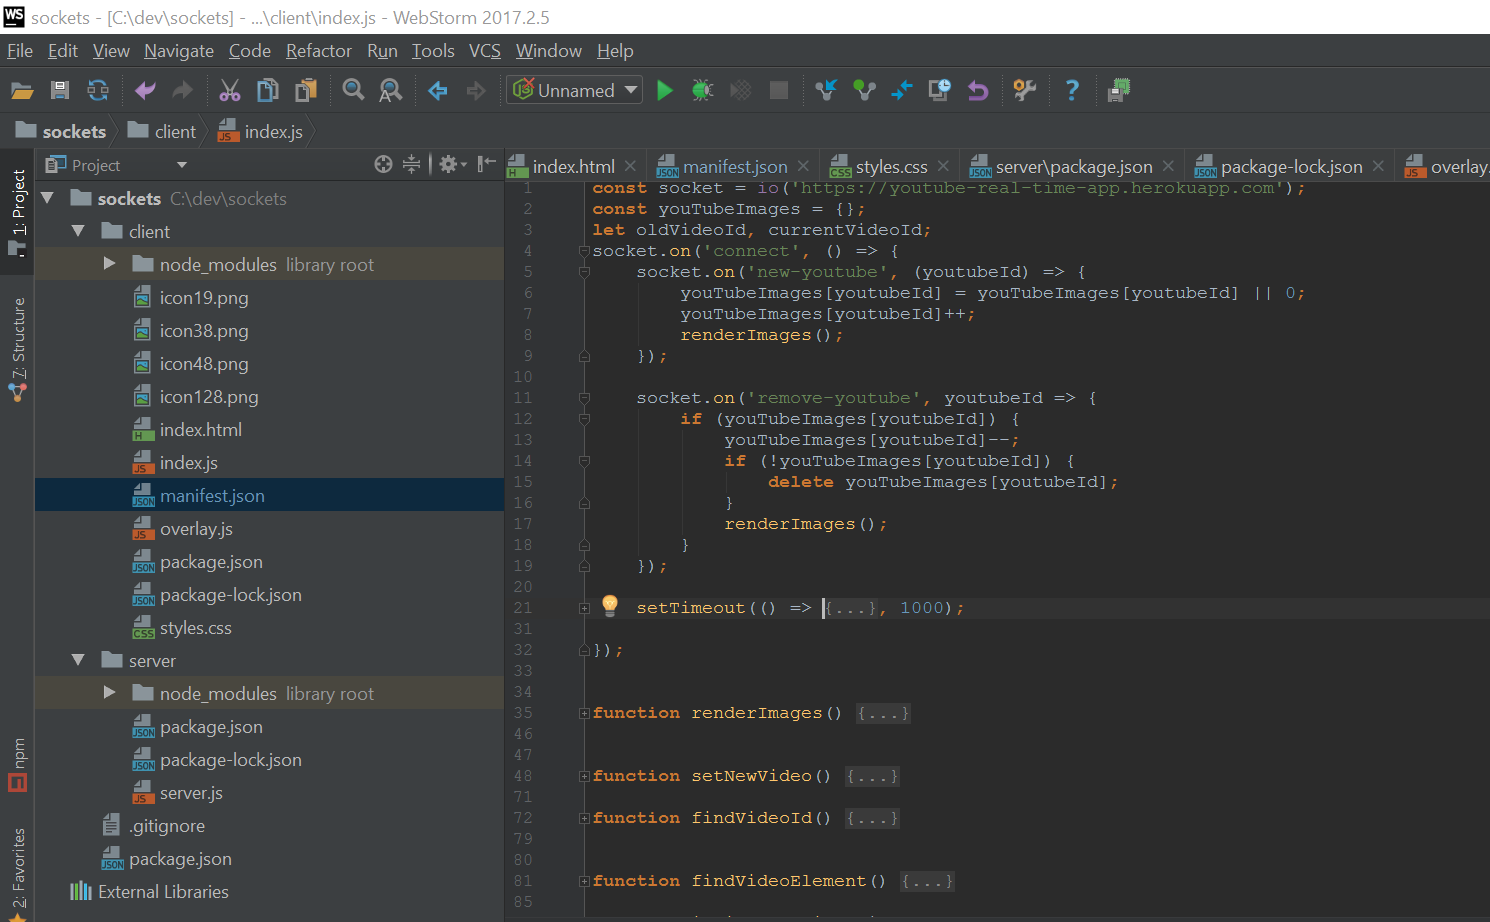 WS sockets - [C:\dev\sockets] - ...\client\index.js - WebStorm 2017.2.5
File Edit View Navigate Code Refactor Run Tools VCS Window Help
Unnamed
sockets client index.js
Project
index.html manifest.json styles.css server\package.json package-lock.json overlay.
1: Project
7: Structure
npm
2: Favorites
sockets C:\dev\sockets
client
node_modules library root
icon19.png
icon38.png
icon48.png
icon128.png
index.html
index.js
manifest.json
overlay.js
package.json
package-lock.json
styles.css
server
node_modules library root
package.json
package-lock.json
server.js
.gitignore
package.json
External Libraries
1 const socket = io('https://youtube-real-time-app.herokuapp.com');
2 const youTubeImages = {};
3 let oldVideoId, currentVideoId;
4 socket.on('connect', () => {
5 socket.on('new-youtube', (youtubeId) => {
6 youTubeImages[youtubeId] = youTubeImages[youtubeId] || 0;
7 youTubeImages[youtubeId]++;
8 renderImages();
9 });
10
11 socket.on('remove-youtube', youtubeId => {
12 if (youTubeImages[youtubeId]) {
13 youTubeImages[youtubeId]--;
14 if (!youTubeImages[youtubeId]) {
15 delete youTubeImages[youtubeId];
16 }
17 renderImages();
18 }
19 });
20
21 setTimeout(() => {...}, 1000);
31
32 });
33
34
35 function renderImages() {...}
46
47
48 function setNewVideo() {...}
71
72 function findVideoId() {...}
79
80
81 function findVideoElement() {...}
85